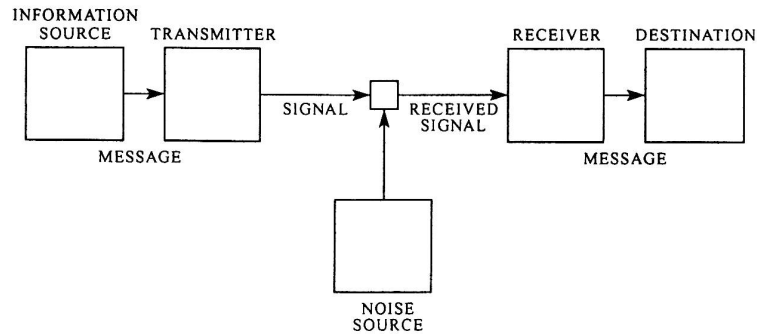 INFORMATION
SOURCE
TRANSMITTER
RECEIVER
DESTINATION
SIGNAL
RECEIVED
SIGNAL
MESSAGE
MESSAGE
NOISE
SOURCE